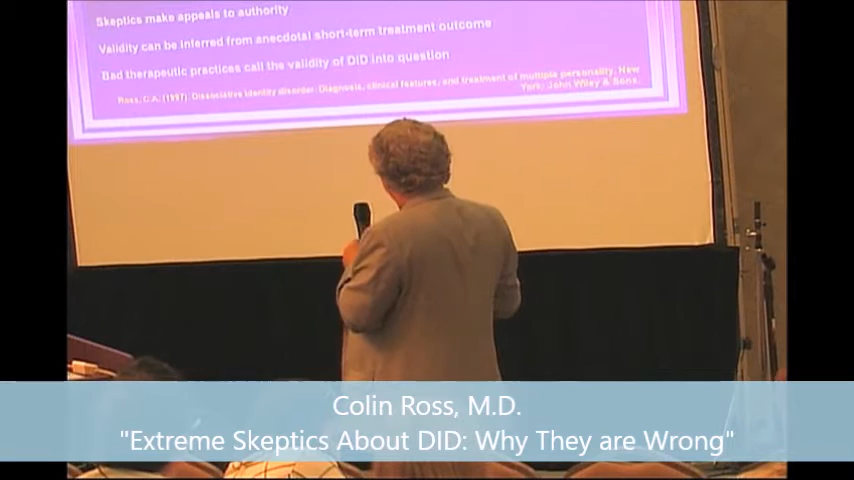 Skeptics make appeals to authority
Validity can be inferred from anecdotal short-term treatment outcome
Bad therapeutic practices call the validity of DID into question
Ross, C.A. (1997). Dissociative identity disorder: Diagnosis, clinical features, and treatment of multiple personality. New
York: John Wiley & Sons.
Colin Ross, M.D.
"Extreme Skeptics About DID: Why They are Wrong"